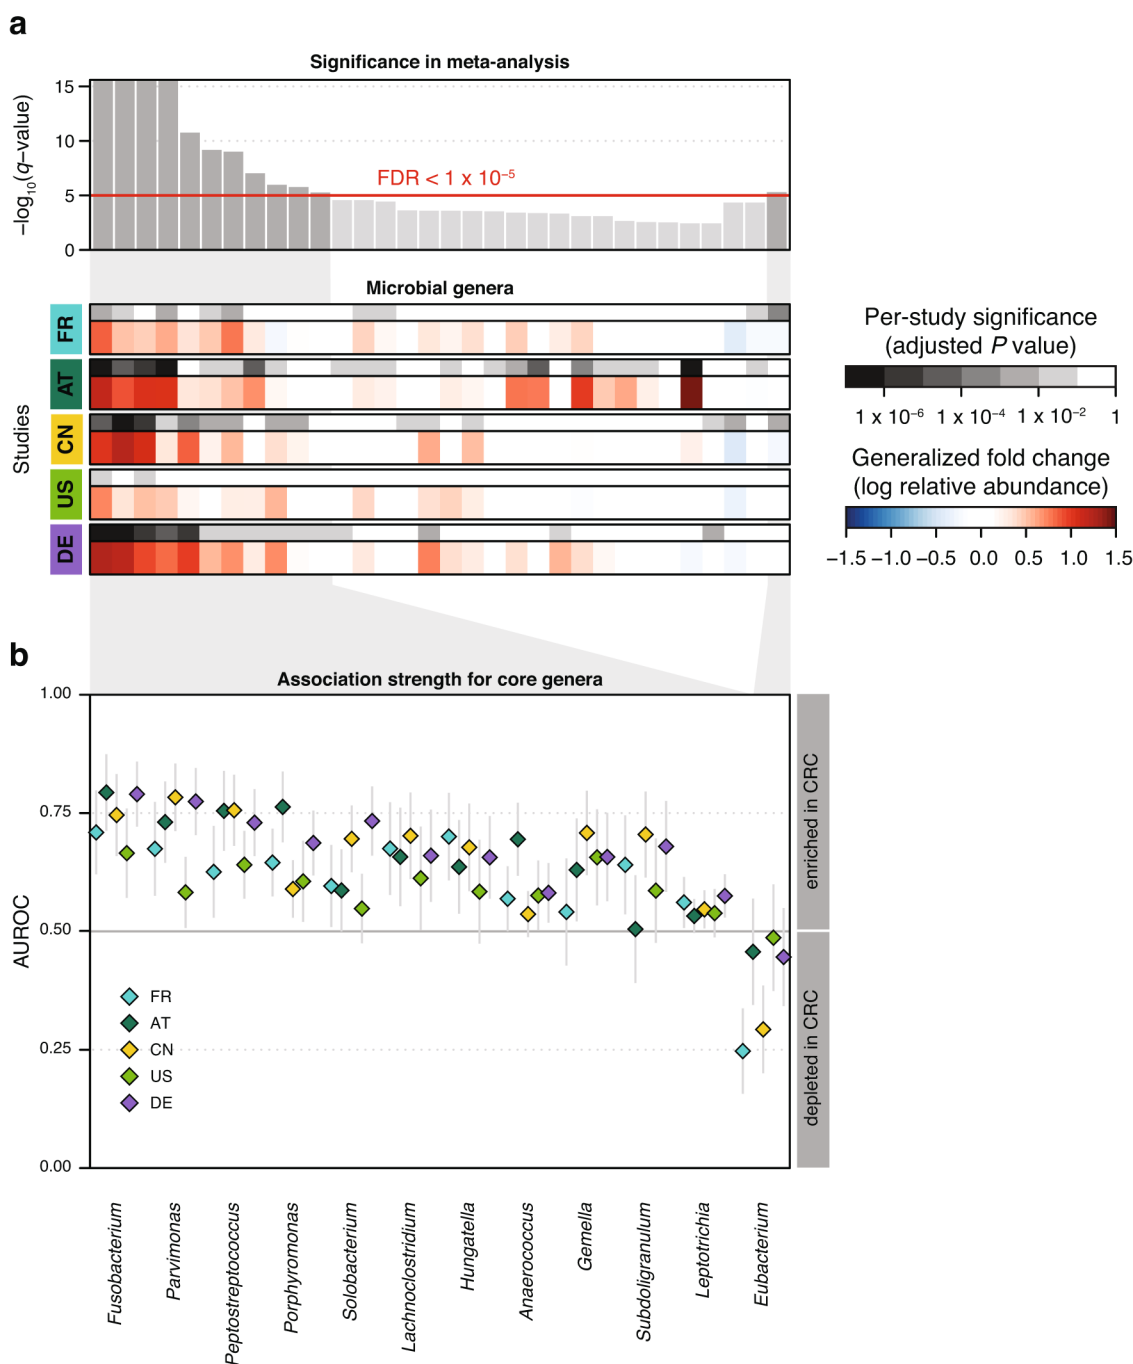 a
Significance in meta-analysis
−log10(q−value)
15
10
5
0
FDR < 1 x 10−5
Microbial genera
Studies
FR
AT
CN
US
DE
Per-study significance
(adjusted P value)
1 x 10−6 1 x 10−4 1 x 10−2 1
Generalized fold change
(log relative abundance)
−1.5 −1.0 −0.5 0.0 0.5 1.0 1.5
b
Association strength for core genera
AUROC
1.00
0.75
0.50
0.25
0.00
enriched in CRC
depleted in CRC
FR
AT
CN
US
DE
Fusobacterium
Parvimonas
Peptostreptococcus
Porphyromonas
Solobacterium
Lachnoclostridium
Hungatella
Anaerococcus
Gemella
Subdoligranulum
Leptotrichia
Eubacterium